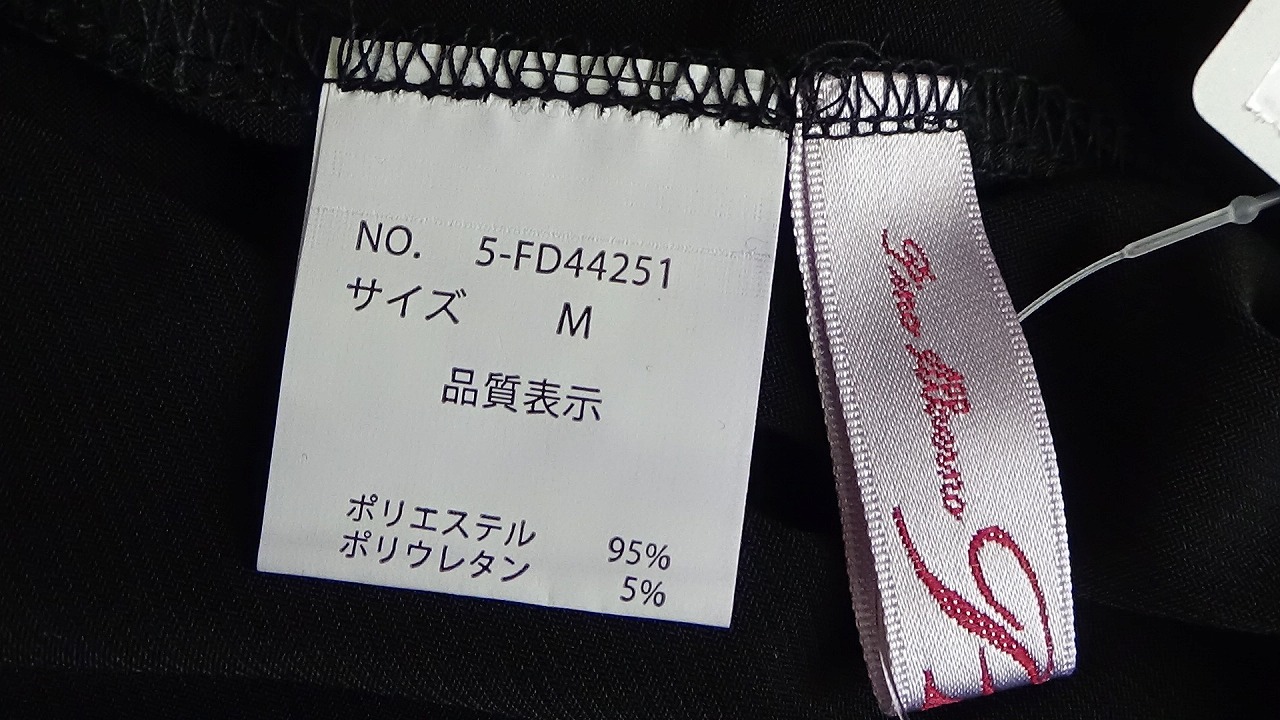 NO. 5-FD44251
サイズ M
品質表示
ポリエステル 95%
ポリウレタン 5%